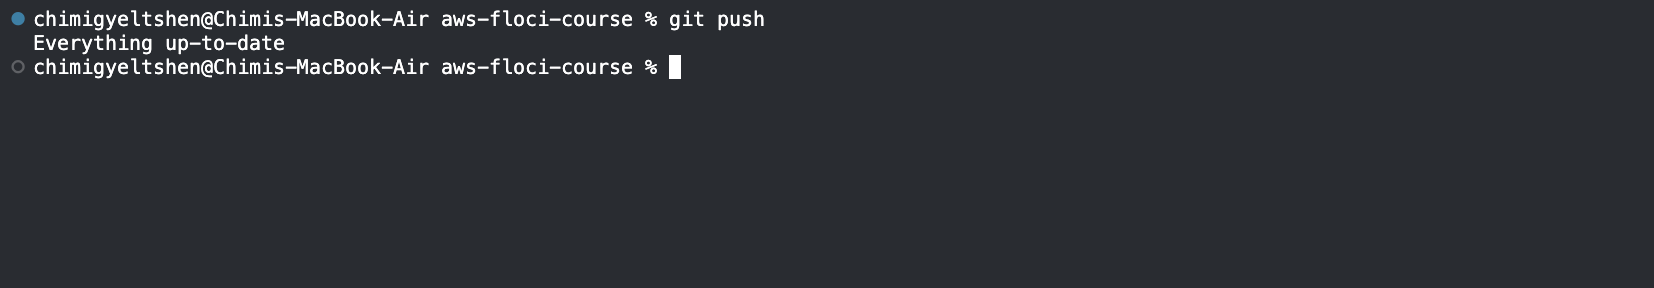 chimigyeltshen@Chimis-MacBook-Air aws-floci-course % git push
Everything up-to-date
chimigyeltshen@Chimis-MacBook-Air aws-floci-course %